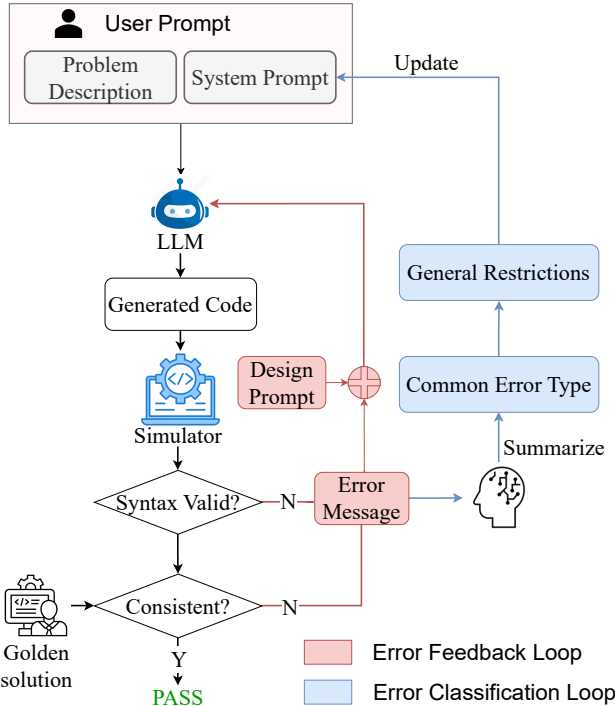 User Prompt
Problem
Description
System Prompt
Update
LLM
General Restrictions
Generated Code
Design
Prompt
Common Error Type
Simulator
Summarize
Syntax Valid?
N
Error
Message
Consistent?
N
Golden
solution
Y
PASS
Error Feedback Loop
Error Classification Loop